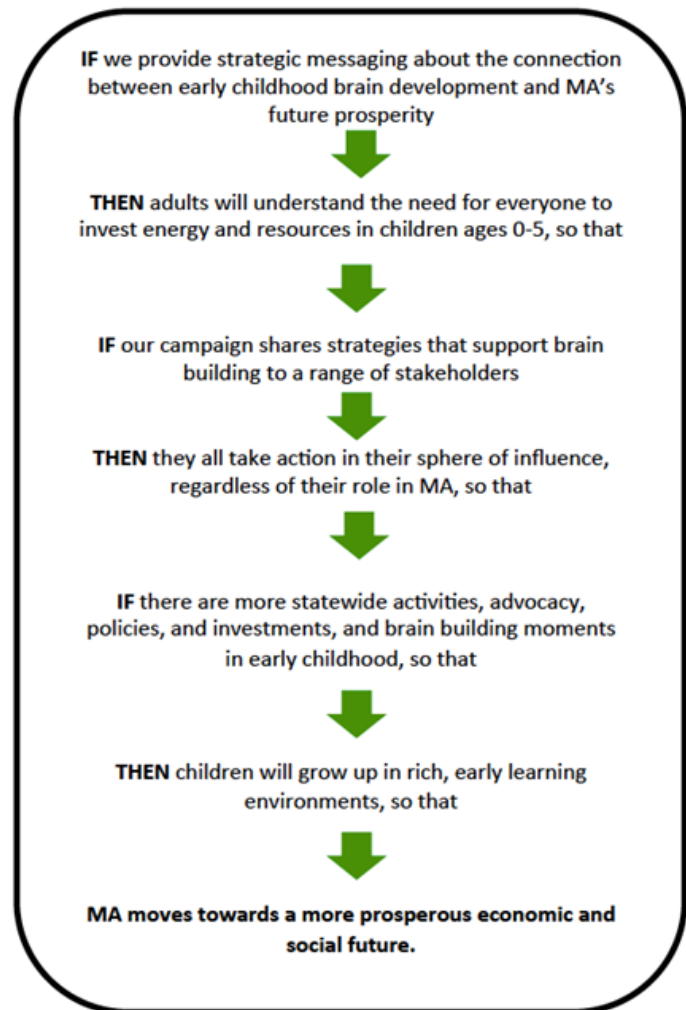 IF we provide strategic messaging about the connection
between early childhood brain development and MA's
future prosperity
THEN adults will understand the need for everyone to
invest energy and resources in children ages 0-5, so that
IF our campaign shares strategies that support brain
building to a range of stakeholders
THEN they all take action in their sphere of influence,
regardless of their role in MA, so that
IF there are more statewide activities, advocacy,
policies, and investments, and brain building moments
in early childhood, so that
THEN children will grow up in rich, early learning
environments, so that
MA moves towards a more prosperous economic and
social future.